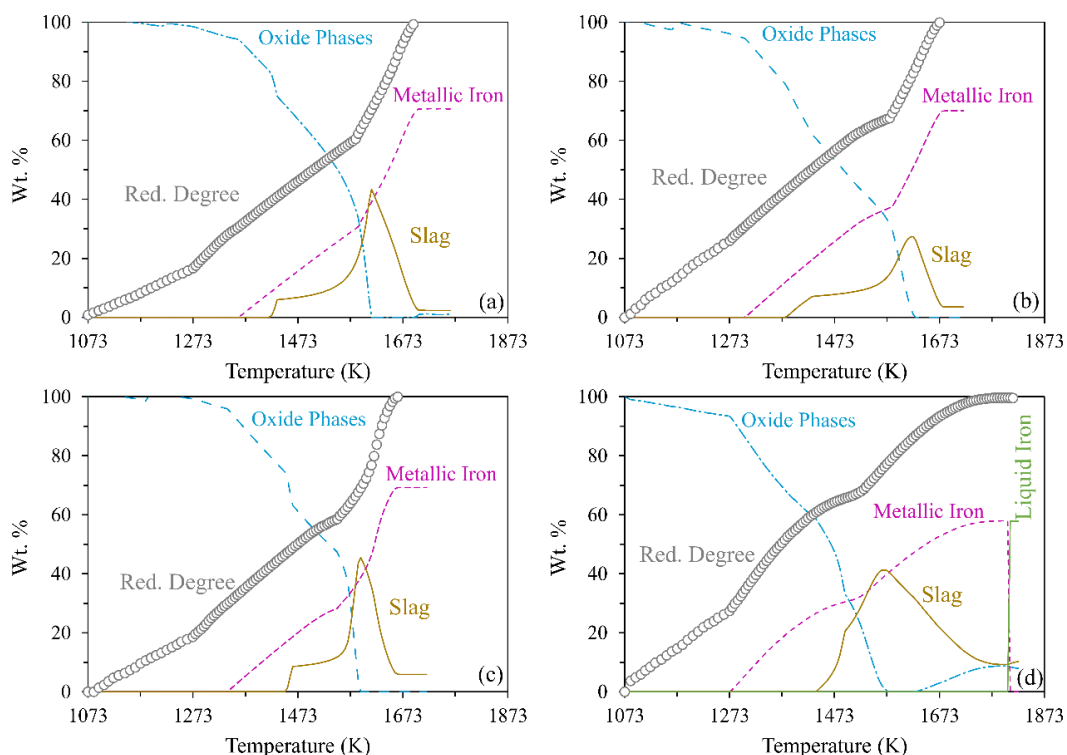 100
80
60
40
20
0
Wt. %
Oxide Phases
Metallic Iron
Red. Degree
Slag
(a)
1073 1273 1473 1673 1873
Temperature (K)
100
80
60
40
20
0
Wt. %
Oxide Phases
Metallic Iron
Red. Degree
Slag
(b)
1073 1273 1473 1673 1873
Temperature (K)
100
80
60
40
20
0
Wt. %
Oxide Phases
Metallic Iron
Red. Degree
Slag
(c)
1073 1273 1473 1673 1873
Temperature (K)
100
80
60
40
20
0
Wt. %
Oxide Phases
Liquid Iron
Metallic Iron
Red. Degree
Slag
(d)
1073 1273 1473 1673 1873
Temperature (K)